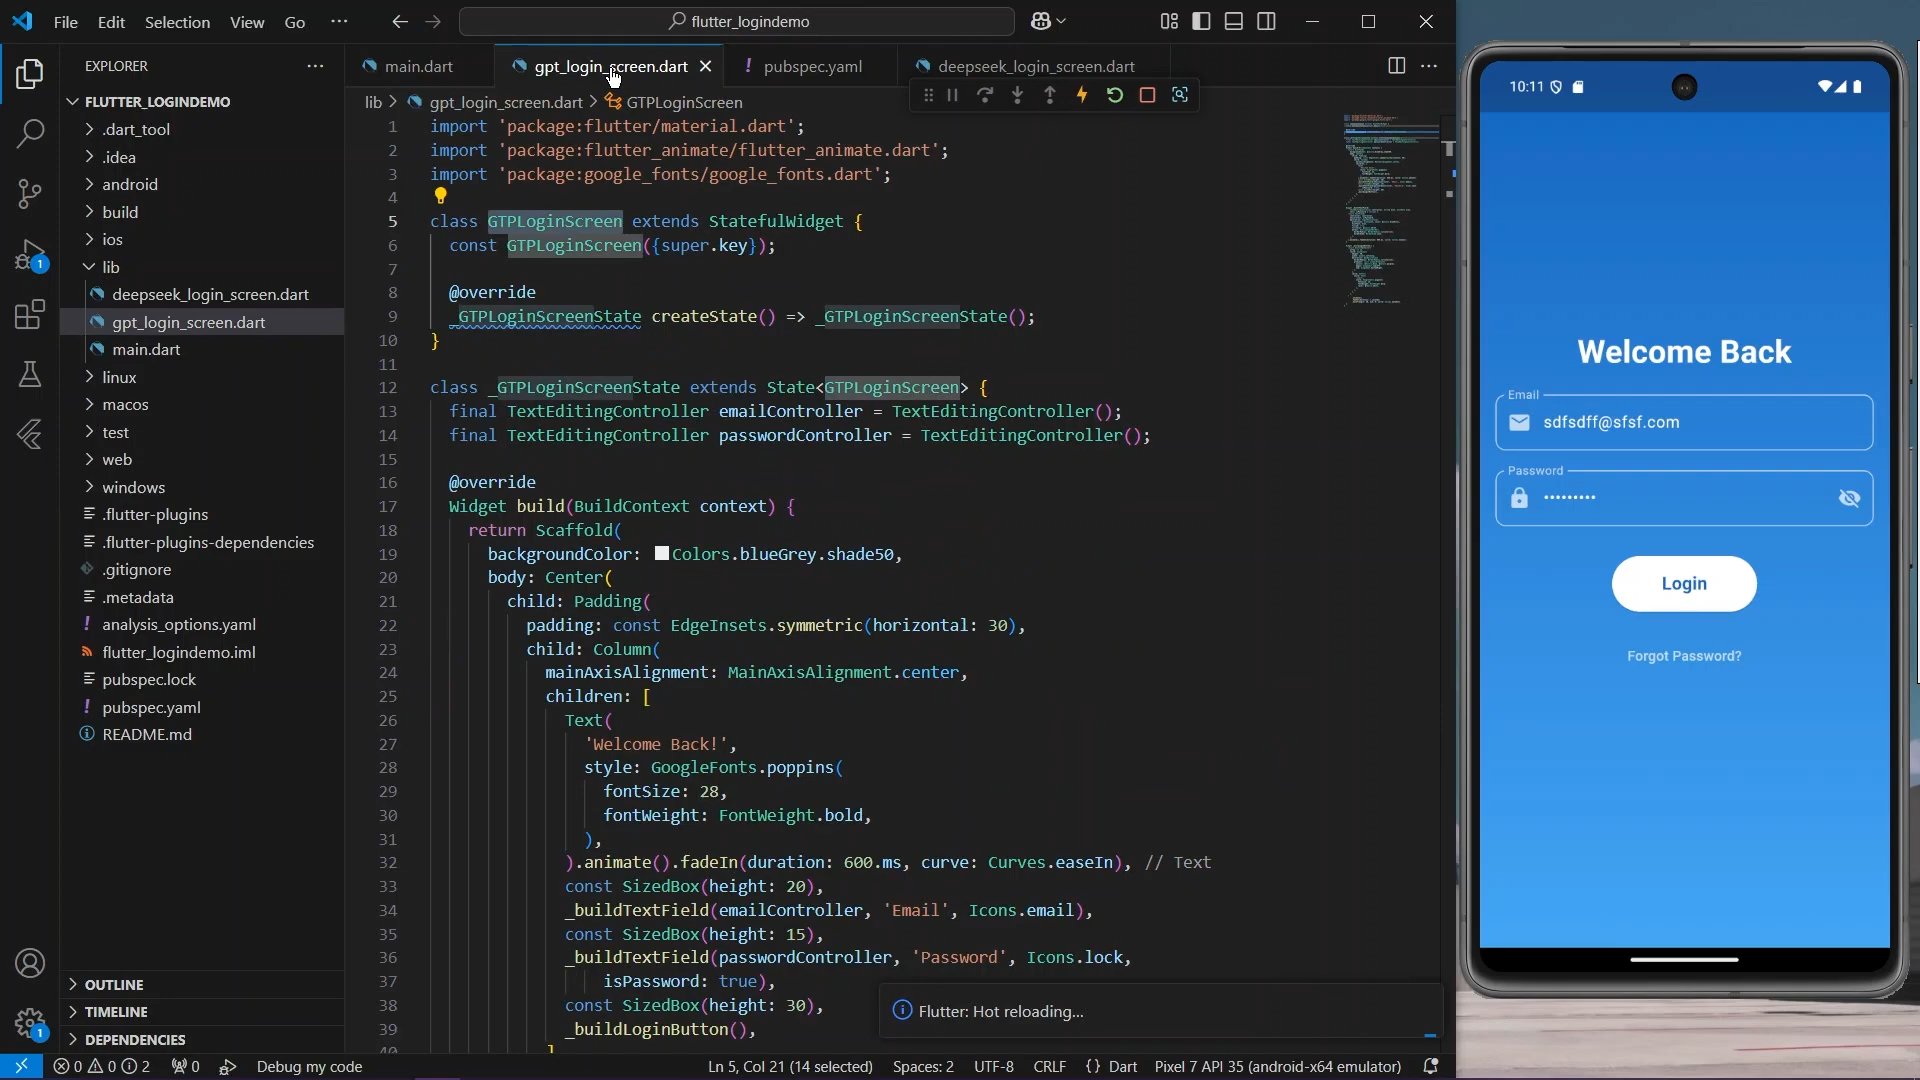 File Edit Selection View Go ··· flutter_logindemo
EXPLORER ···
FLUTTER_LOGINDEMO
.dart_tool
.idea
android
build
ios
lib
deepseek_login_screen.dart
gpt_login_screen.dart
main.dart
linux
macos
test
web
windows
.flutter-plugins
.flutter-plugins-dependencies
.gitignore
.metadata
analysis_options.yaml
flutter_logindemo.iml
pubspec.lock
pubspec.yaml
README.md
OUTLINE
TIMELINE
DEPENDENCIES
1
1
main.dart gpt_login_screen.dart ! pubspec.yaml deepseek_login_screen.dart
lib > gpt_login_screen.dart > GTPLoginScreen
1 import 'package:flutter/material.dart';
2 import 'package:flutter_animate/flutter_animate.dart';
3 import 'package:google_fonts/google_fonts.dart';
4
5 class GTPLoginScreen extends StatefulWidget {
6 const GTPLoginScreen({super.key});
7
8 @override
9 _GTPLoginScreenState createState() => _GTPLoginScreenState();
10 }
11
12 class _GTPLoginScreenState extends State<GTPLoginScreen> {
13 final TextEditingController emailController = TextEditingController();
14 final TextEditingController passwordController = TextEditingController();
15
16 @override
17 Widget build(BuildContext context) {
18 return Scaffold(
19 backgroundColor: Colors.blueGrey.shade50,
20 body: Center(
21 child: Padding(
22 padding: const EdgeInsets.symmetric(horizontal: 30),
23 child: Column(
24 mainAxisAlignment: MainAxisAlignment.center,
25 children: [
26 Text(
27 'Welcome Back!',
28 style: GoogleFonts.poppins(
29 fontSize: 28,
30 fontWeight: FontWeight.bold,
31 ),
32 ).animate().fadeIn(duration: 600.ms, curve: Curves.easeIn), // Text
33 const SizedBox(height: 20),
34 _buildTextField(emailController, 'Email', Icons.email),
35 const SizedBox(height: 15),
36 _buildTextField(passwordController, 'Password', Icons.lock,
37 isPassword: true),
38 const SizedBox(height: 30),
39 _buildLoginButton(),
40 ]
Flutter: Hot reloading...
0 0 2 0 Debug my code Ln 5, Col 21 (14 selected) Spaces: 2 UTF-8 CRLF {} Dart Pixel 7 API 35 (android-x64 emulator)
10:11
Welcome Back
Email
sdfsdff@sfsf.com
Password
•••••••••
Login
Forgot Password?